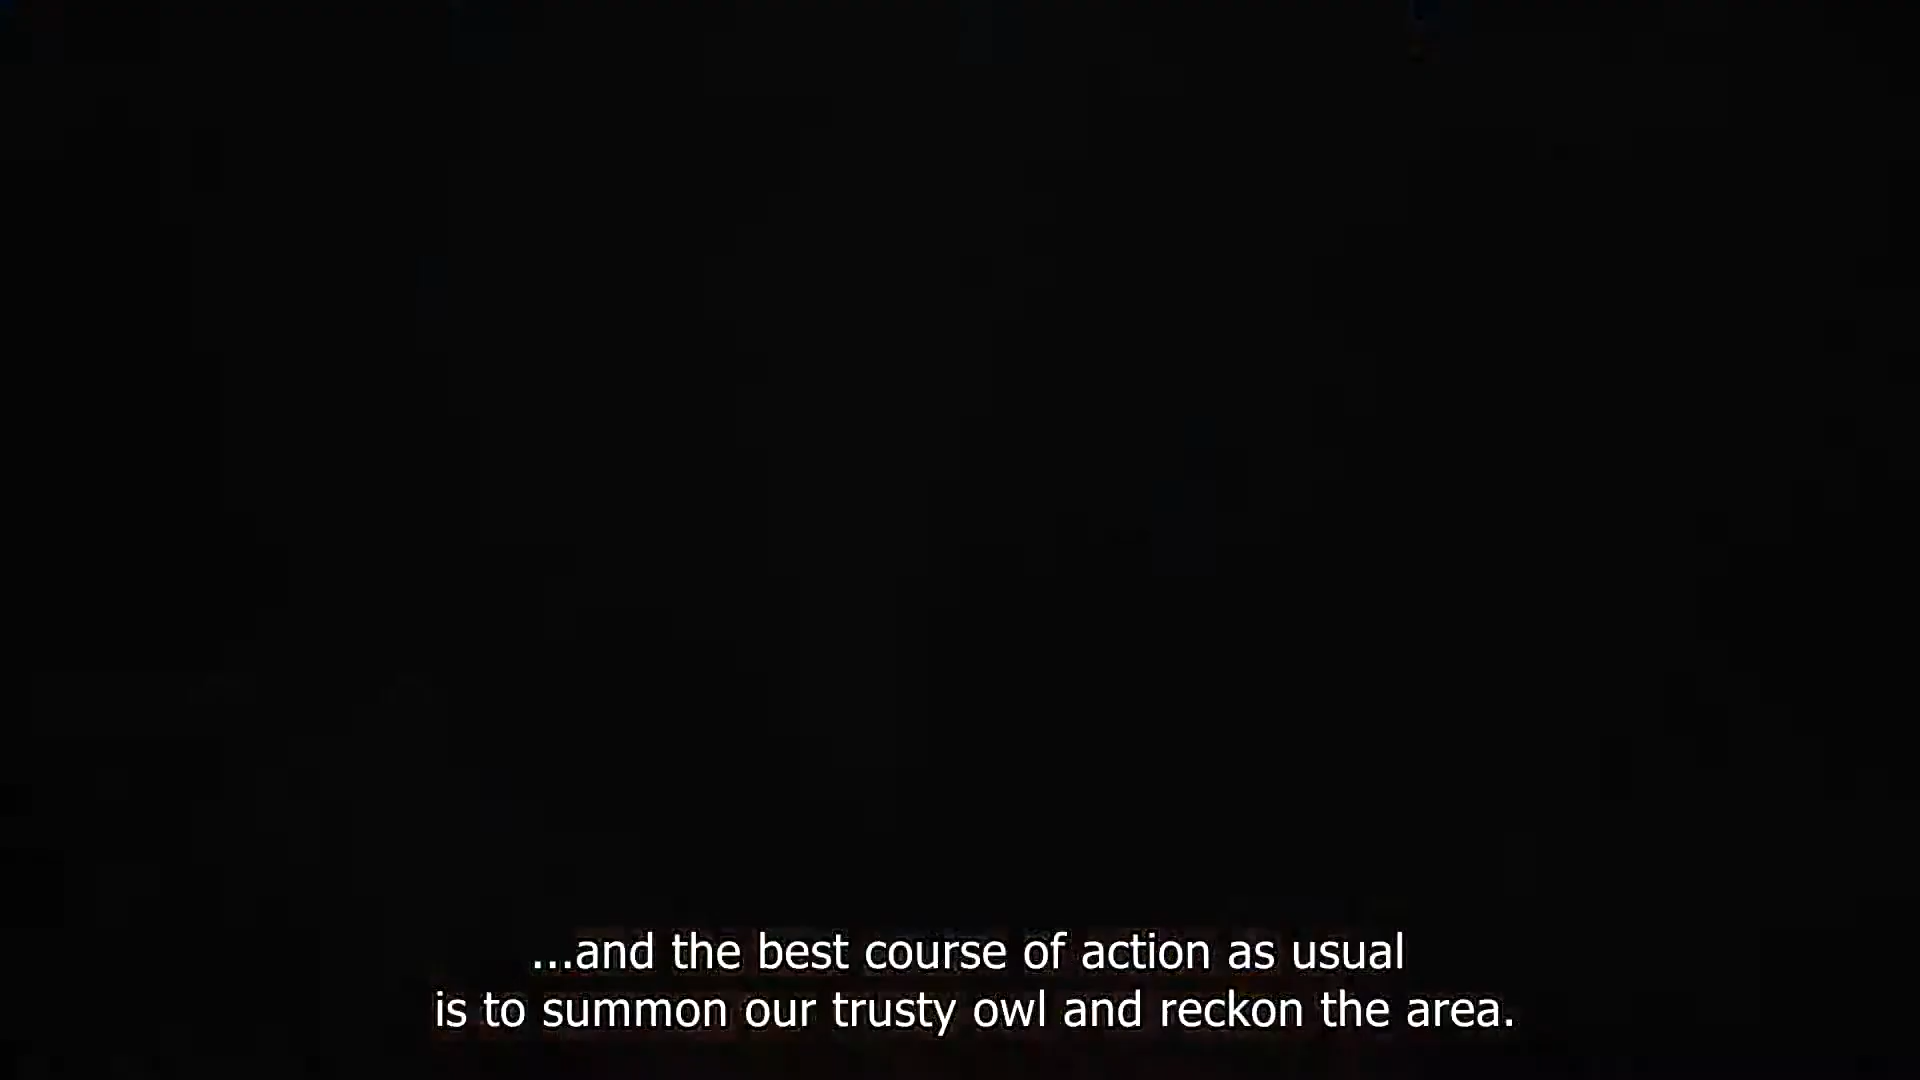 ...and the best course of action as usual
is to summon our trusty owl and reckon the area.